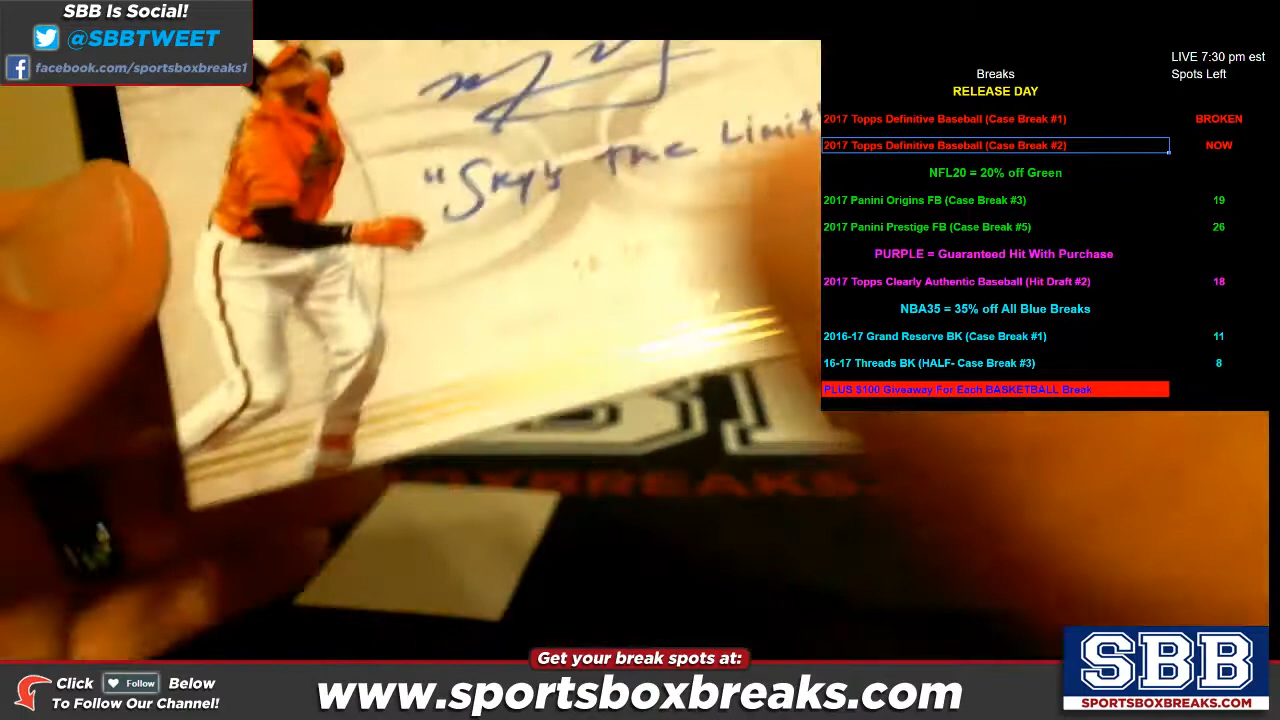 SBB Is Social!
@SBBTWEET
facebook.com/sportsboxbreaks1
"Sky's the Limit"
LIVE 7:30 pm est
Breaks
Spots Left
RELEASE DAY
2017 Topps Definitive Baseball (Case Break #1) BROKEN
2017 Topps Definitive Baseball (Case Break #2) NOW
NFL20 = 20% off Green
2017 Panini Origins FB (Case Break #3) 19
2017 Panini Prestige FB (Case Break #5) 26
PURPLE = Guaranteed Hit With Purchase
2017 Topps Clearly Authentic Baseball (Hit Draft #2) 18
NBA35 = 35% off All Blue Breaks
2016-17 Grand Reserve BK (Case Break #1) 11
16-17 Threads BK (HALF- Case Break #3) 8
PLUS $100 Giveaway For Each BASKETBALL Break
Get your break spots at:
Click Follow Below
To Follow Our Channel!
www.sportsboxbreaks.com
SBB
SPORTSBOXBREAKS.COM